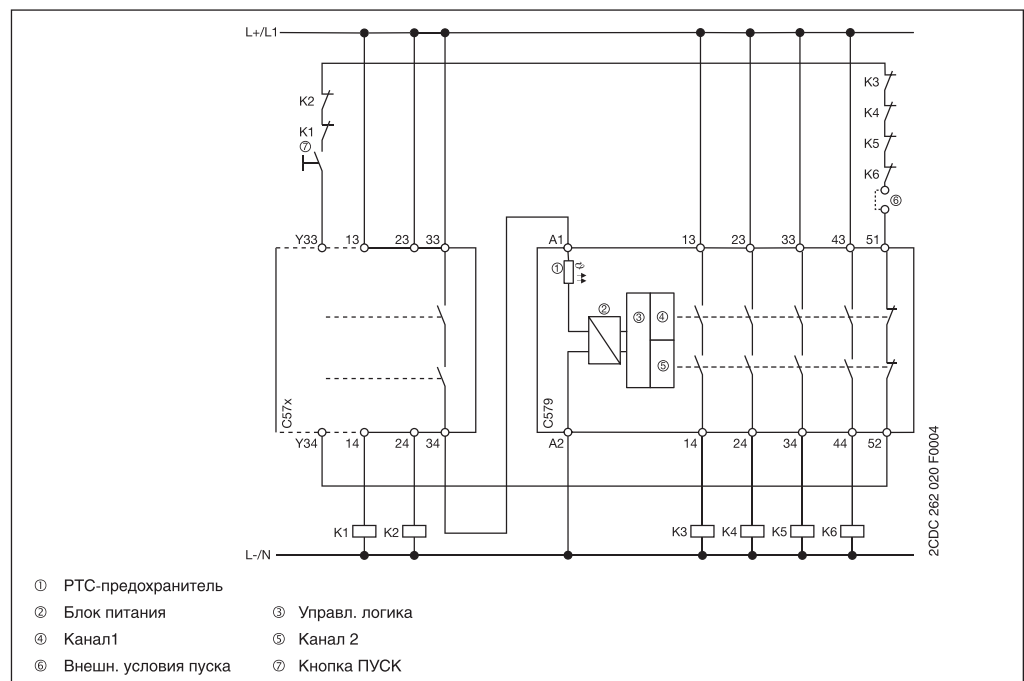 L+/L1
K2
K1
⑦
K3
K4
K5
K6
⑥
Y33 13 23 33 A1 13 23 33 43 51
①
ϑ
②
③ ④
⑤
C57x
C579
Y34 14 24 34 A2 14 24 34 44 52
K1 K2 K3 K4 K5 K6
L-/N
2CDC 262 020 F0004
① PTC-предохранитель
② Блок питания ③ Управл. логика
④ Канал1 ⑤ Канал 2
⑥ Внешн. условия пуска ⑦ Кнопка ПУСК